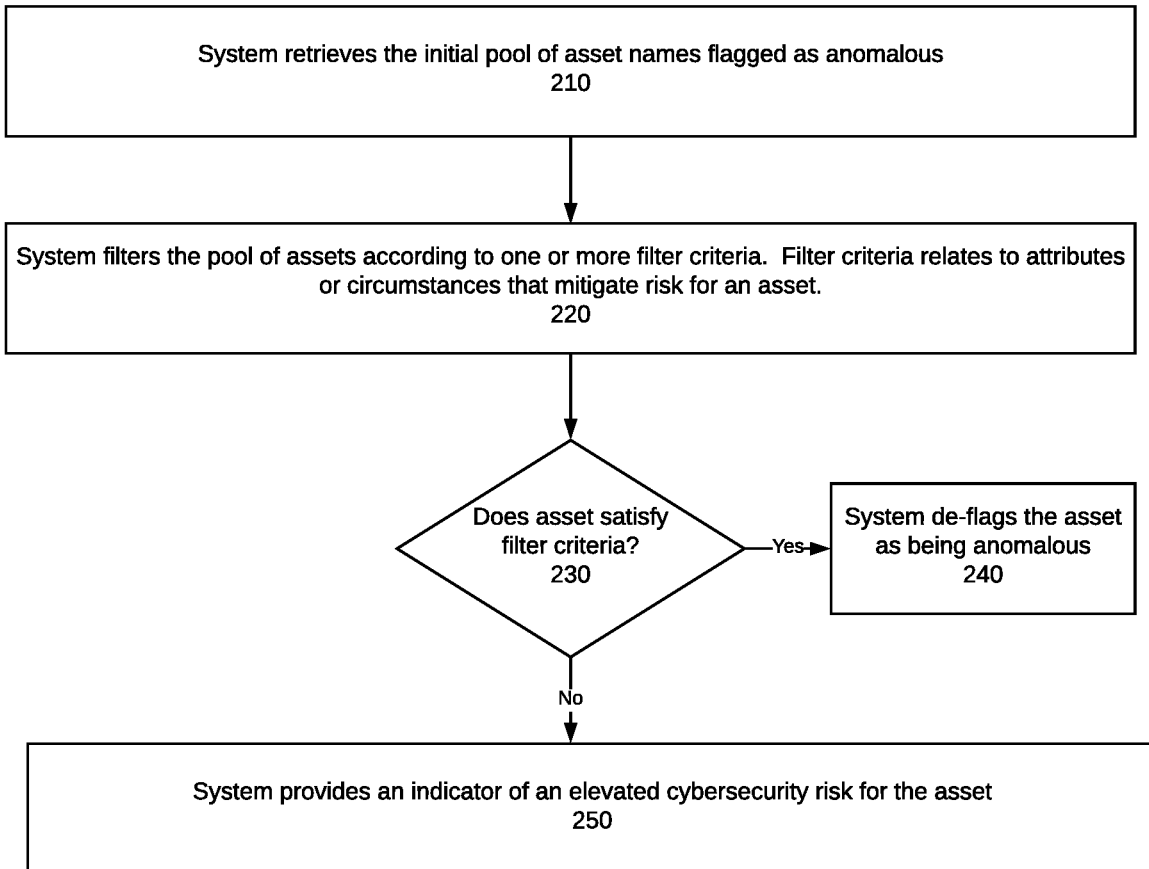 System retrieves the initial pool of asset names flagged as anomalous
210
System filters the pool of assets according to one or more filter criteria.  Filter criteria relates to attributes
or circumstances that mitigate risk for an asset.
220
Does asset satisfy
filter criteria?
230
Yes
System de-flags the asset
as being anomalous
240
No
System provides an indicator of an elevated cybersecurity risk for the asset
250